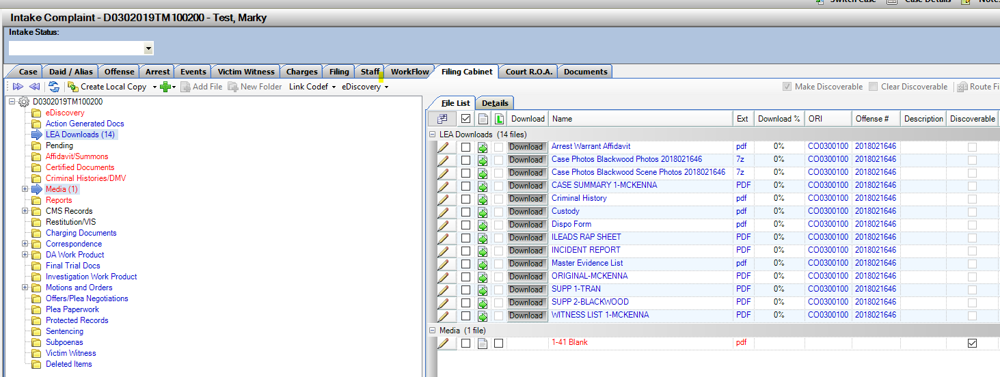 Switch Case Case Details Note
Intake Complaint - D0302019TM100200 - Test, Marky
Intake Status:
Case Daid / Alias Offense Arrest Events Victim Witness Charges Filing Staff WorkFlow Filing Cabinet Court R.O.A. Documents
Create Local Copy Add File New Folder Link Codef eDiscovery Make Discoverable Clear Discoverable Route Fi
D0302019TM100200
eDiscovery
Action Generated Docs
LEA Downloads (14)
Pending
Affidavit/Summons
Certified Documents
Criminal Histories/DMV
Media (1)
Reports
CMS Records
Restitution/VIS
Charging Documents
Correspondence
DA Work Product
Final Trial Docs
Investigation Work Product
Motions and Orders
Offers/Plea Negotiations
Plea Paperwork
Protected Records
Sentencing
Subpoenas
Victim Witness
Deleted Items
File List Details
Download Name Ext Download % ORI Offense # Description Discoverable
LEA Downloads (14 files)
Download Arrest Warrant Affidavit pdf 0% CO0300100 2018021646
Download Case Photos Blackwood Photos 2018021646 7z 0% CO0300100 2018021646
Download Case Photos Blackwood Scene Photos 2018021646 7z 0% CO0300100 2018021646
Download CASE SUMMARY 1-MCKENNA PDF 0% CO0300100 2018021646
Download Criminal History pdf 0% CO0300100 2018021646
Download Custody pdf 0% CO0300100 2018021646
Download Dispo Form pdf 0% CO0300100 2018021646
Download ILEADS RAP SHEET PDF 0% CO0300100 2018021646
Download INCIDENT REPORT PDF 0% CO0300100 2018021646
Download Master Evidence List pdf 0% CO0300100 2018021646
Download ORIGINAL-MCKENNA PDF 0% CO0300100 2018021646
Download SUPP 1-TRAN PDF 0% CO0300100 2018021646
Download SUPP 2-BLACKWOOD PDF 0% CO0300100 2018021646
Download WITNESS LIST 1-MCKENNA PDF 0% CO0300100 2018021646
Media (1 file)
1-41 Blank pdf